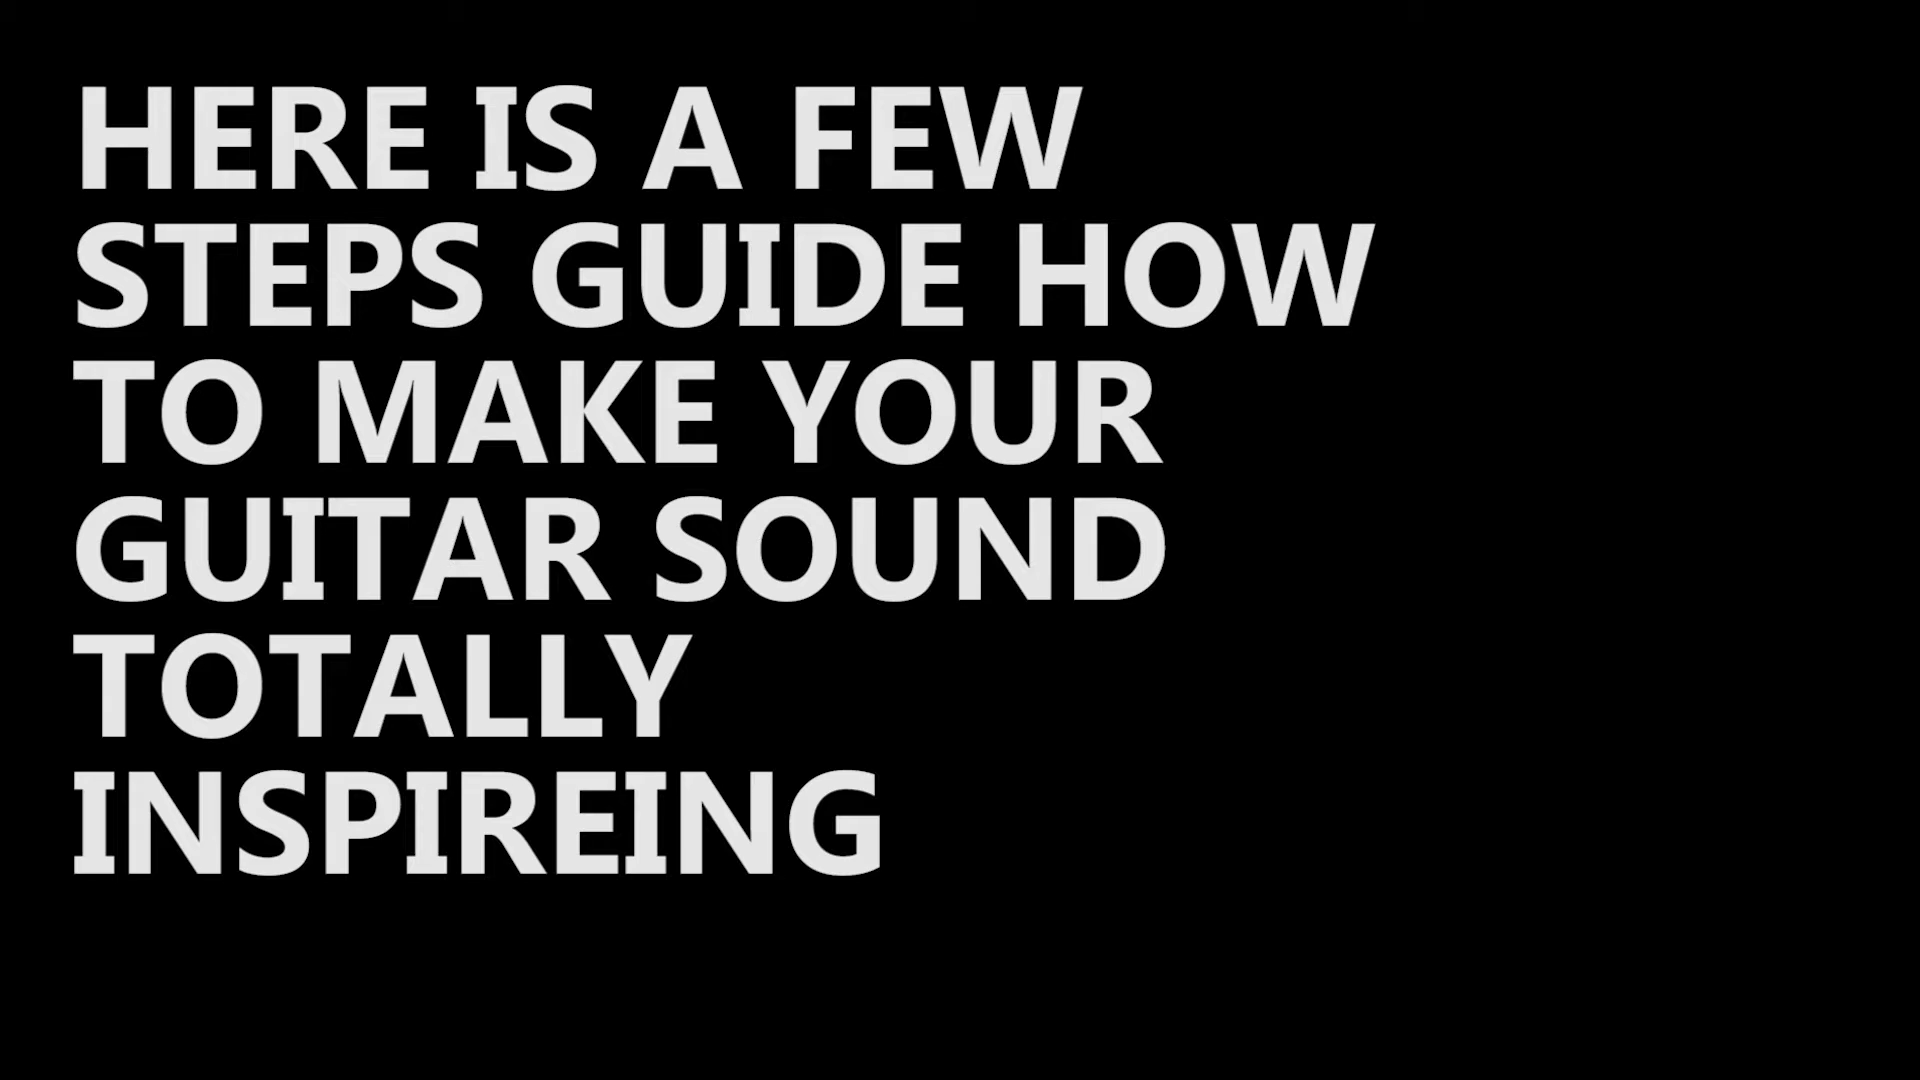 HERE IS A FEW
STEPS GUIDE HOW
TO MAKE YOUR
GUITAR SOUND
TOTALLY
INSPIREING